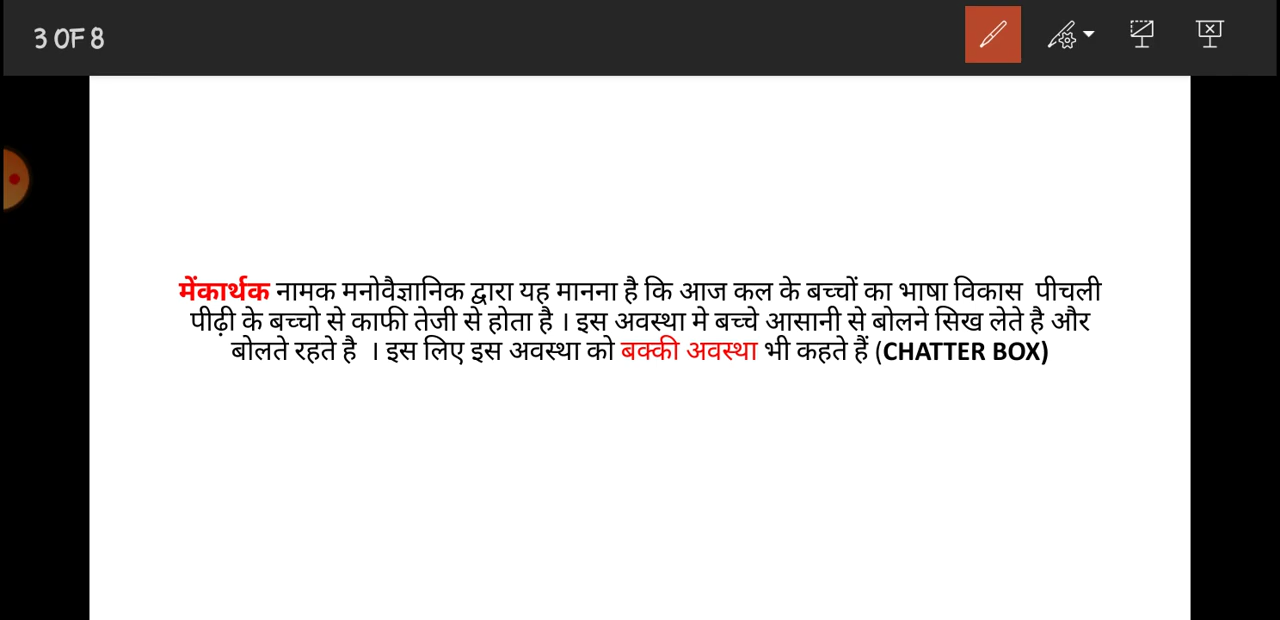 3 OF 8
मेंकार्थक नामक मनोवैज्ञानिक द्वारा यह मानना है कि आज कल के बच्चों का भाषा विकास पीचली
पीढ़ी के बच्चो से काफी तेजी से होता है । इस अवस्था मे बच्चे आसानी से बोलने सिख लेते है और
बोलते रहते है । इस लिए इस अवस्था को बक्की अवस्था भी कहते हैं (CHATTER BOX)